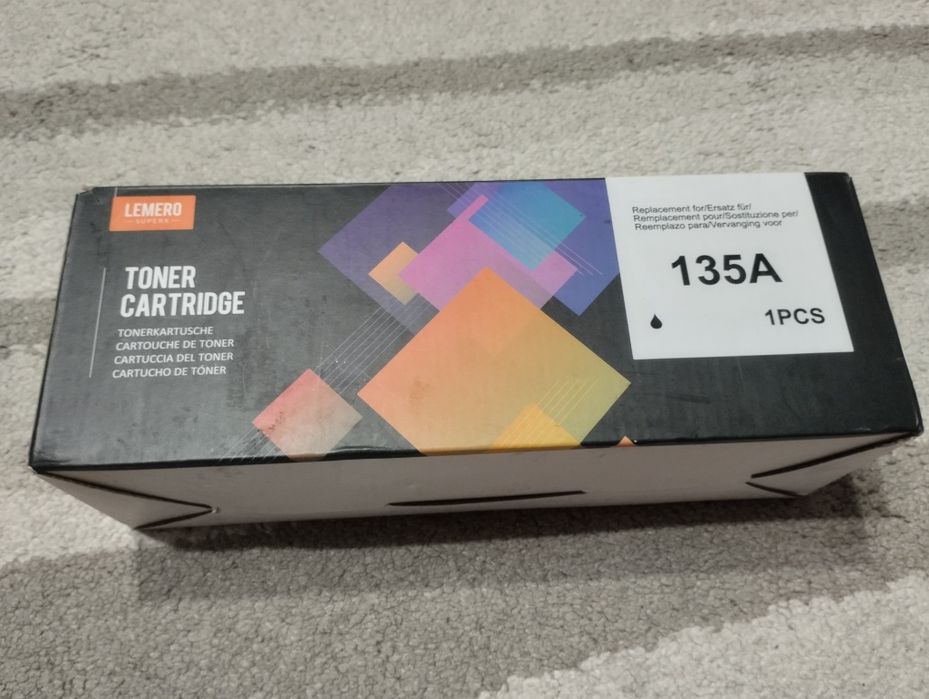 LEMERO
SUPERX
TONER
CARTRIDGE
TONERKARTUSCHE
CARTOUCHE DE TONER
CARTUCCIA DEL TONER
CARTUCHO DE TÓNER
Replacement for/Ersatz für/
Remplacement pour/Sostituzione per/
Reemplazo para/Vervanging voor
135A
1PCS